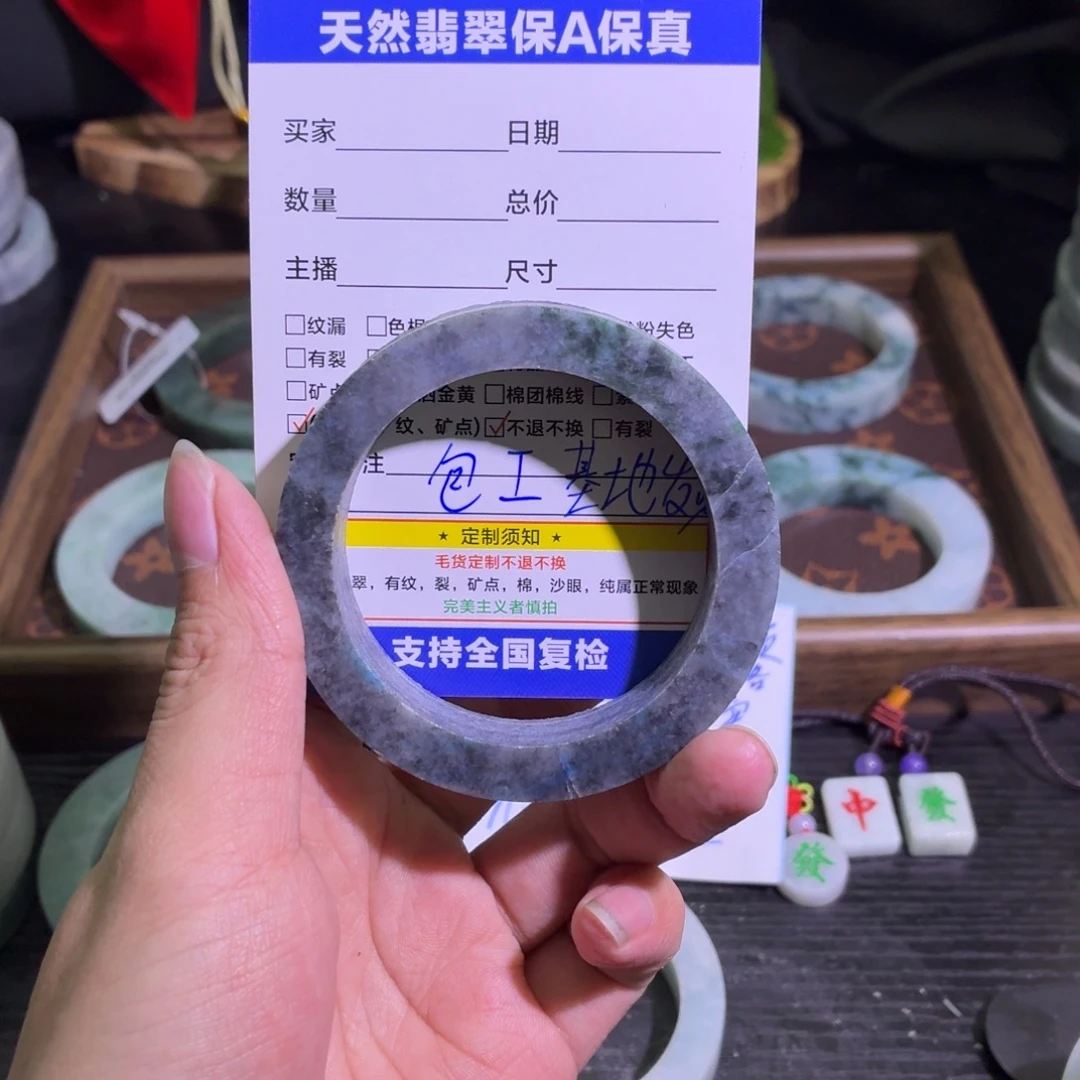 天然翡翠保A保真
买家 日期
数量 总价
主播 尺寸
□纹漏 □色根 粉失色
□有裂
□矿点 洒金黄 □棉团棉线 □
纹、矿点) ☑不退不换 □有裂
注 包工 基地发
★ 定制须知 ★
毛货定制不退不换
翠，有纹，裂，矿点，棉，沙眼，纯属正常现象
完美主义者慎拍
支持全国复检
中
發
發